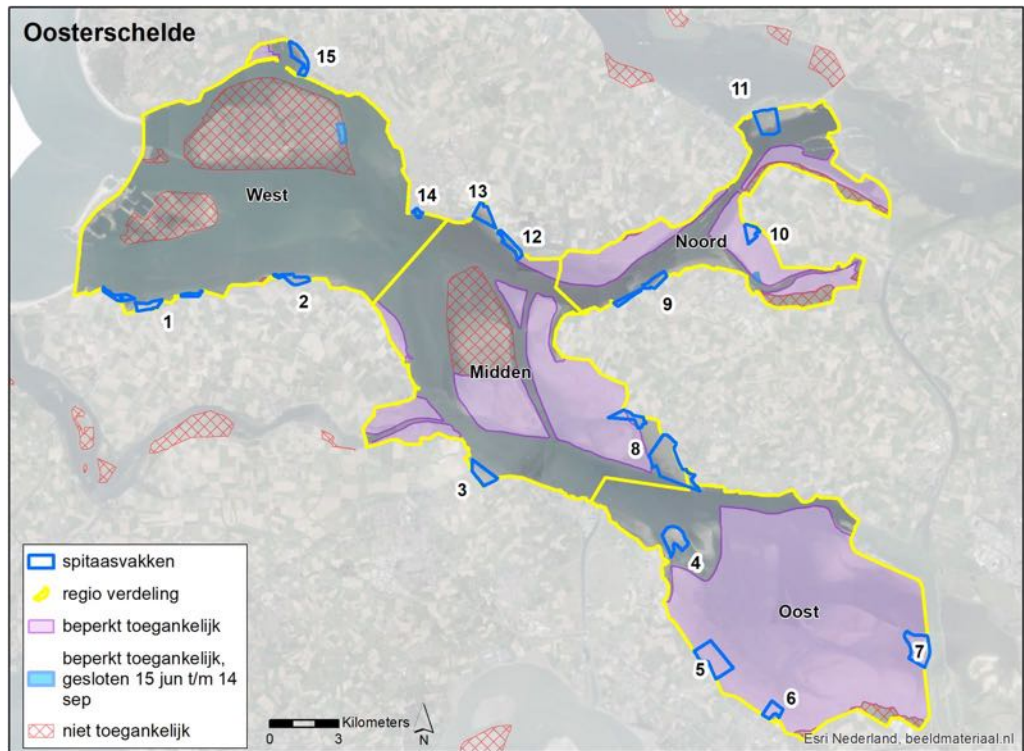 Oosterschelde
15
11
West
14
13
12
Noord
10
1
2
9
Midden
8
3
4
Oost
5
6
7
spitaasvakken
regio verdeling
beperkt toegankelijk
beperkt toegankelijk,
gesloten 15 jun t/m 14
sep
niet toegankelijk
Kilometers
0 3
N
Esri Nederland, beeldmateriaal.nl